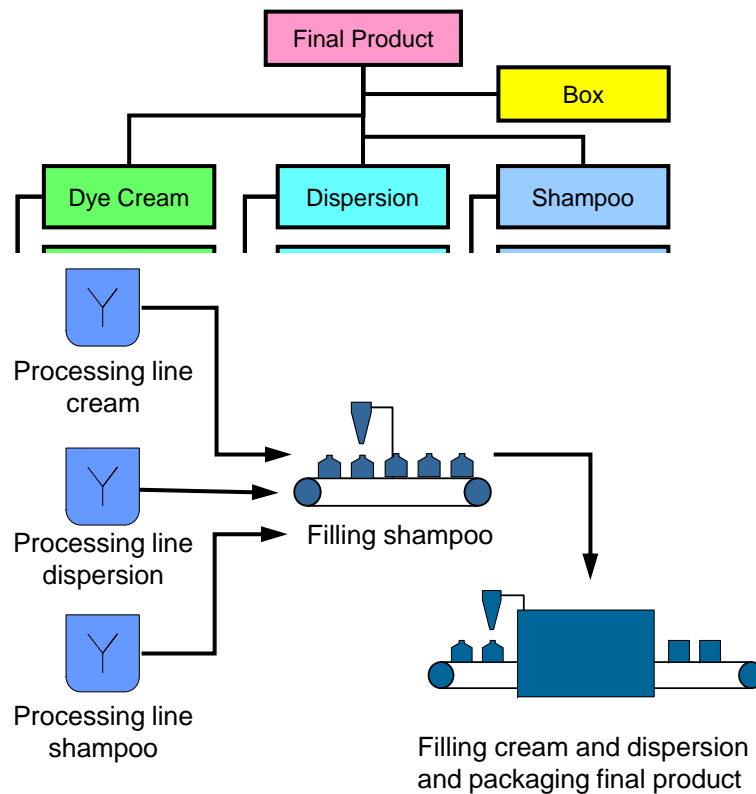 Final Product
Box
Dye Cream
Dispersion
Shampoo
Processing line
cream
Processing line
dispersion
Filling shampoo
Processing line
shampoo
Filling cream and dispersion
and packaging final product